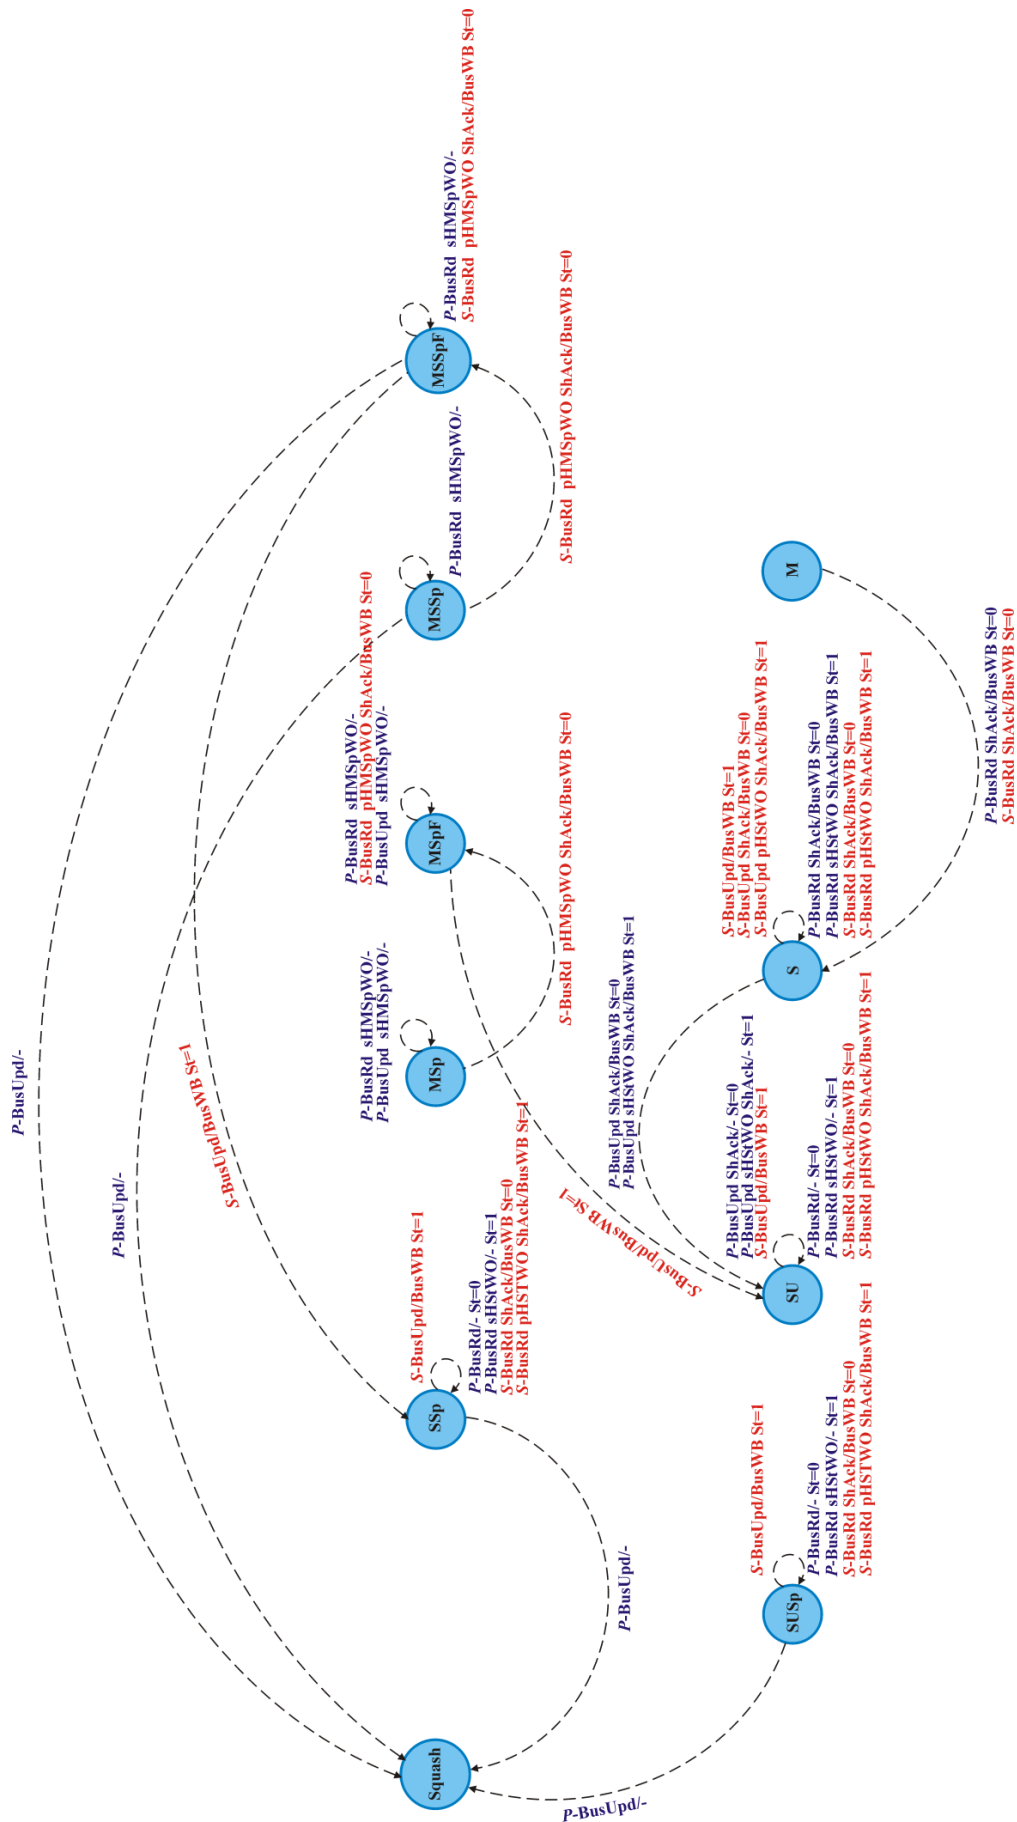 P-BusUpd/-
P-BusUpd/-
S-BusUpd/BusWB St=1
P-BusRd sHMSpWO/-
S-BusRd pHMSpWO ShAck/BusWB St=0
P-BusUpd sHMSpWO/-
P-BusRd sHMSpWO/-
P-BusUpd sHMSpWO/-
S-BusUpd/BusWB St=1
Squash
SSp
MSp
MSpF
MSSp
MSSpF
P-BusRd sHMSpWO/-
P-BusRd sHMSpWO/-
S-BusRd pHMSpWO ShAck/BusWB St=0
P-BusRd/- St=0
P-BusRd sHStWO/- St=1
S-BusRd ShAck/BusWB St=0
S-BusRd pHSTWO ShAck/BusWB St=1
S-BusRd pHMSpWO ShAck/BusWB St=0
S-BusRd pHMSpWO ShAck/BusWB St=0
P-BusUpd/-
P-BusUpd/-
S-BusUpd/BusWB St=1
P-BusUpd ShAck/BusWB St=0
P-BusUpd sHStWO ShAck/BusWB St=1
S-BusUpd/BusWB St=1
P-BusUpd ShAck/- St=0
P-BusUpd sHStWO ShAck/- St=1
S-BusUpd/BusWB St=1
S-BusUpd/BusWB St=1
S-BusUpd ShAck/BusWB St=0
S-BusUpd pHStWO ShAck/BusWB St=1
SUSp
SU
S
M
P-BusRd/- St=0
P-BusRd sHStWO/- St=1
S-BusRd ShAck/BusWB St=0
S-BusRd pHSTWO ShAck/BusWB St=1
P-BusRd/- St=0
P-BusRd sHStWO/- St=1
S-BusRd ShAck/BusWB St=0
S-BusRd pHStWO ShAck/BusWB St=1
P-BusRd ShAck/BusWB St=0
P-BusRd sHStWO ShAck/BusWB St=1
S-BusRd ShAck/BusWB St=0
S-BusRd pHStWO ShAck/BusWB St=1
P-BusRd ShAck/BusWB St=0
S-BusRd ShAck/BusWB St=0